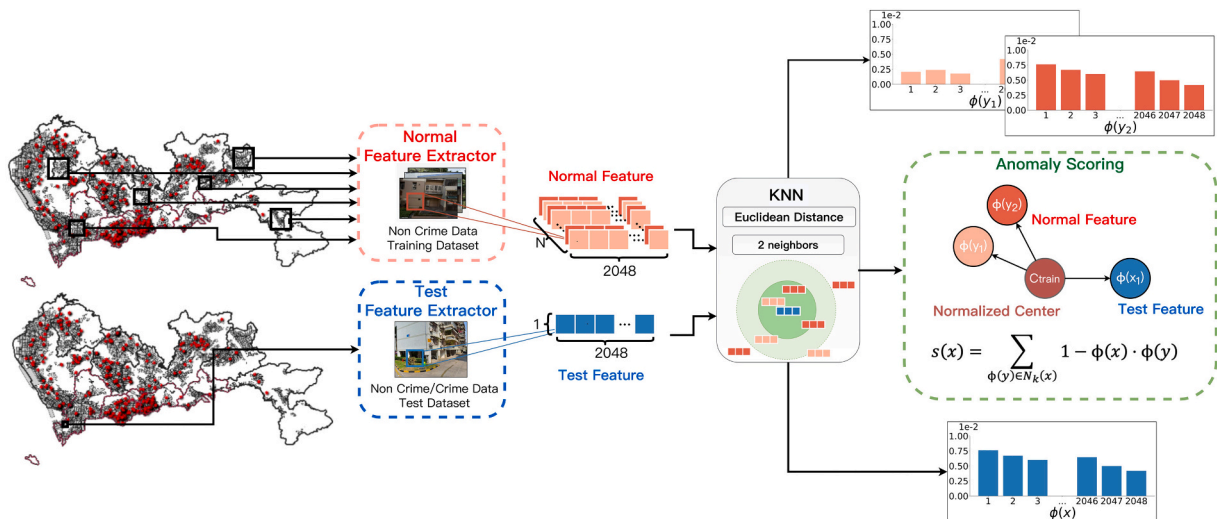 Normal
Feature Extractor
Non Crime Data
Training Dataset
Normal Feature
N
2048
Test
Feature Extractor
Non Crime/Crime Data
Test Dataset
1
2048
Test Feature
KNN
Euclidean Distance
2 neighbors
1e-2
1.00
0.75
0.50
0.25
0.00
1 2 3 ... 2
ϕ(y₁)
1e-2
1.00
0.75
0.50
0.25
0.00
1 2 3 ... 2046 2047 2048
ϕ(y₂)
Anomaly Scoring
ϕ(y₂)
Normal Feature
ϕ(y₁)
Ctrain
ϕ(x₁)
Normalized Center
Test Feature
s(x) = ∑ 1 − ϕ(x) · ϕ(y)
ϕ(y)∈Nₖ(x)
1e-2
1.00
0.75
0.50
0.25
0.00
1 2 3 ... 2046 2047 2048
ϕ(x)